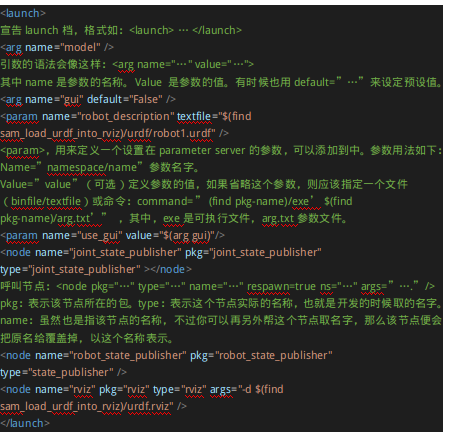 <launch>
宣告 launch 档，格式如：<launch> … </launch>
<arg name="model" />
引数的语法会像这样：<arg name="…" value="…">
其中 name 是参数的名称。Value 是参数的值。有时候也用 default=”…”来设定预设值。
<arg name="gui" default="False" />
<param name="robot_description" textfile="$(find
sam_load_urdf_into_rviz)/urdf/robot1.urdf" />
<param>，用来定义一个设置在 parameter server 的参数，可以添加到中。参数用法如下：
Name=”namespace/name”参数名字。
Value=”value”（可选）定义参数的值，如果省略这个参数，则应该指定一个文件
（binfile/textfile）或命令：command=”(find pkg-name)/exe’ $(find
pkg-name)/arg.txt’” ，其中，exe 是可执行文件，arg.txt 参数文件。
<param name="use_gui" value="$(arg gui)"/>
<node name="joint_state_publisher" pkg="joint_state_publisher"
type="joint_state_publisher" ></node>
呼叫节点：<node pkg="…" type="…" name="…" respawn=true ns="…" args=”….”/>
pkg：表示该节点所在的包。type：表示这个节点实际的名称，也就是开发的时候取的名字。
name：虽然也是指该节点的名称，不过你可以再另外帮这个节点取名字，那么该节点便会
把原名给覆盖掉，以这个名称表示。
<node name="robot_state_publisher" pkg="robot_state_publisher"
type="state_publisher" />
<node name="rviz" pkg="rviz" type="rviz" args="-d $(find
sam_load_urdf_into_rviz)/urdf.rviz" />
</launch>